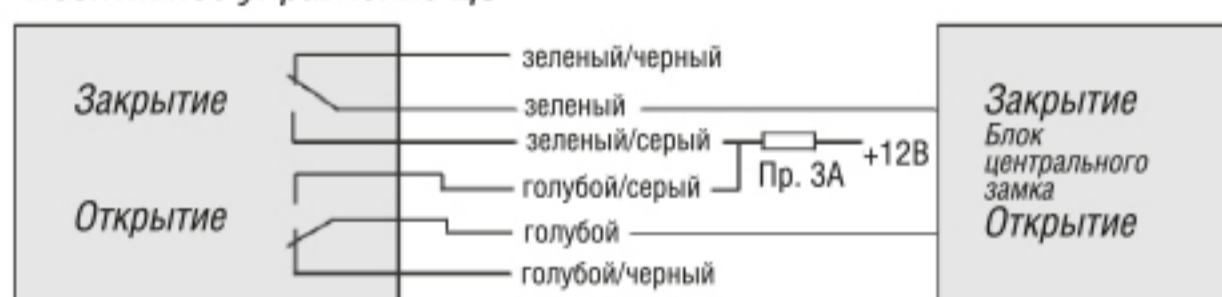 Закрытие
зеленый/черный
зеленый
зеленый/серый
Пр. 3А
+12В
голубой/серый
Открытие
голубой
голубой/черный
Закрытие
Блок
центрального
замка
Открытие